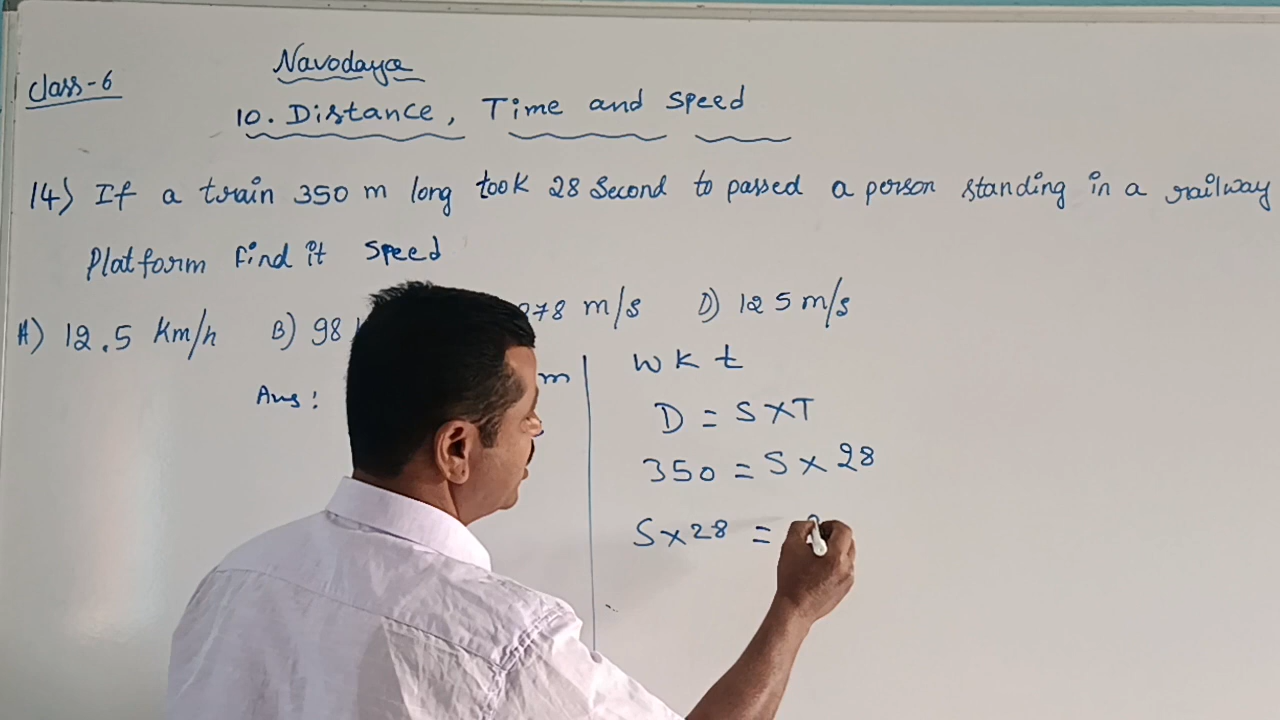 Class-6
Navodaya
10. Distance, Time and Speed
14) If a train 350 m long took 28 Second to passed a person standing in a railway
Platform find it Speed
A) 12.5 Km/h B) 98 278 m/s D) 125 m/s
Ans : m
W K t
D = S X T
350 = S X 28
S X 28 =